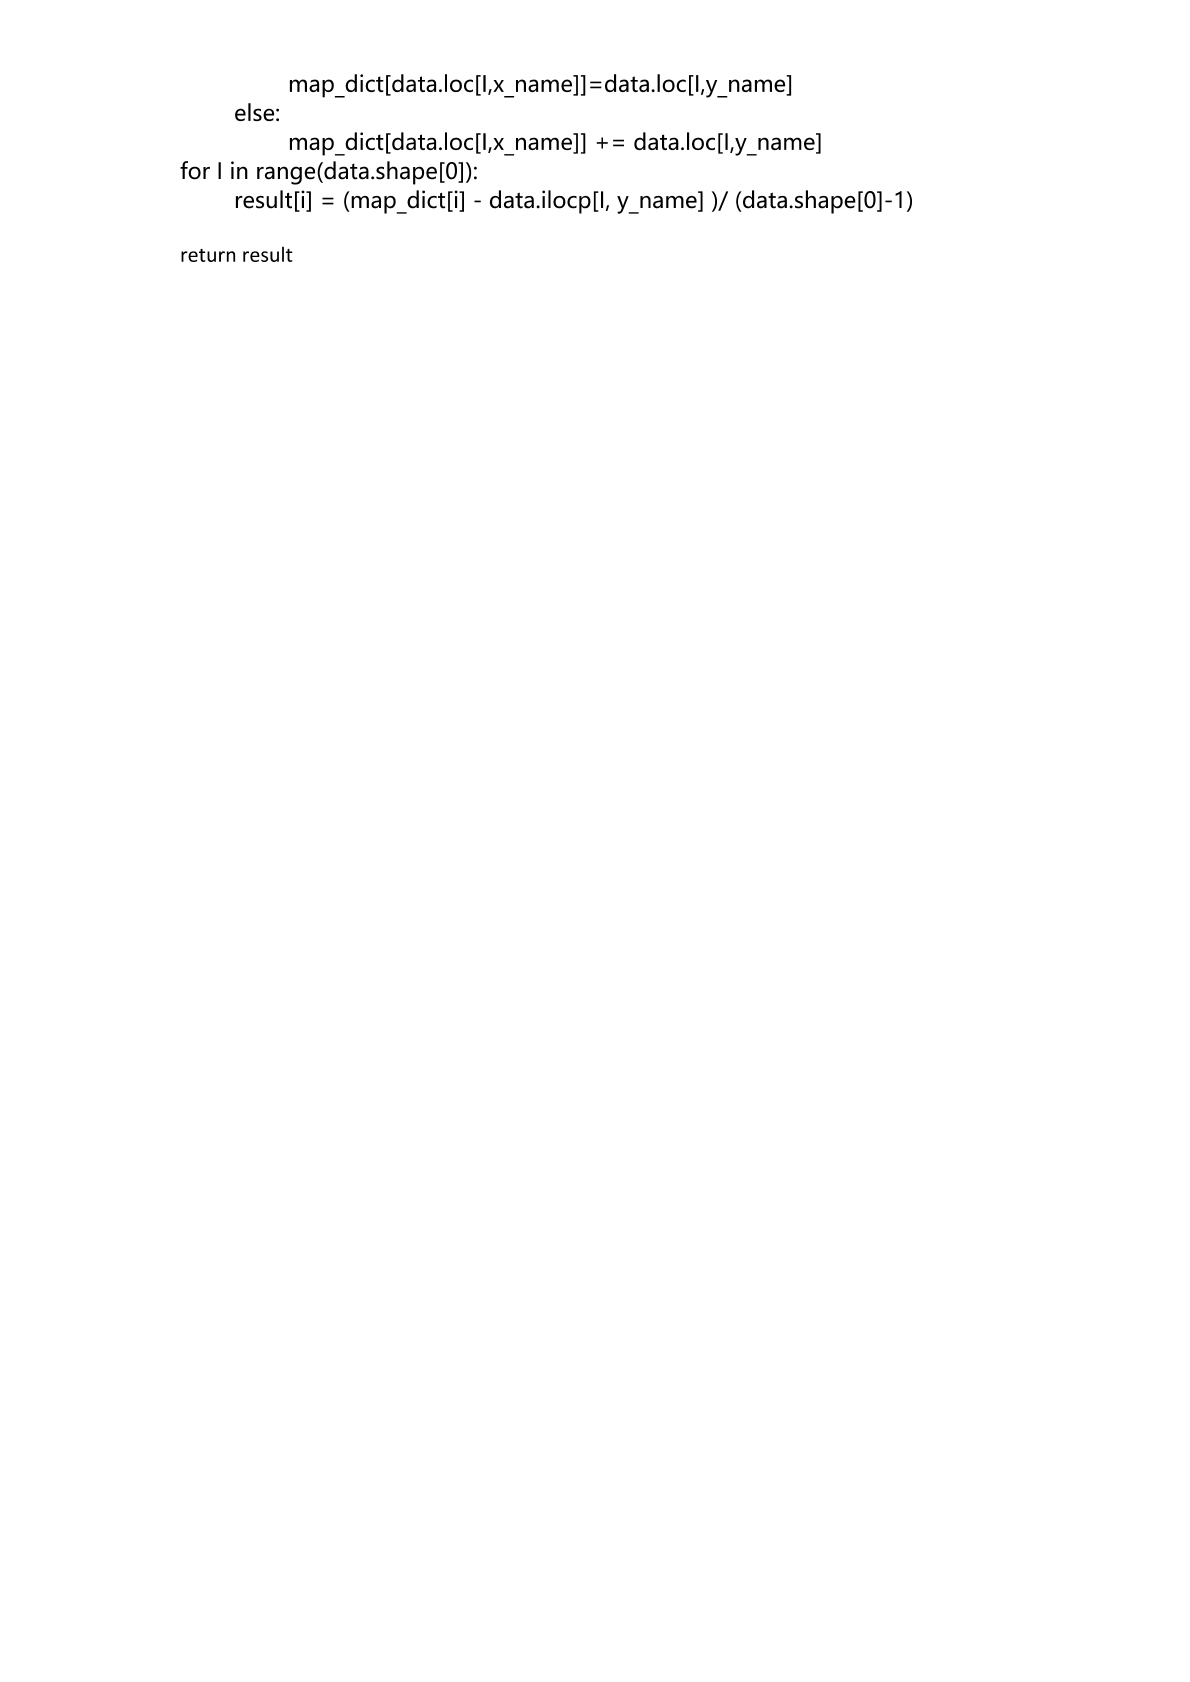 map_dict[data.loc[I,x_name]]=data.loc[I,y_name]
else:
map_dict[data.loc[I,x_name]] += data.loc[I,y_name]
for I in range(data.shape[0]):
result[i] = (map_dict[i] - data.ilocp[I, y_name] )/ (data.shape[0]-1)
return result